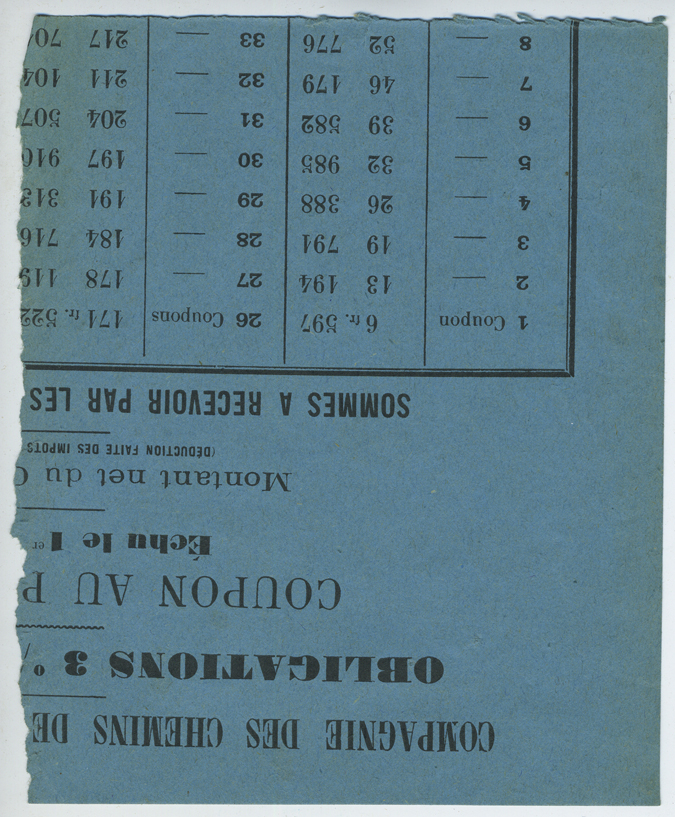 COMPAGNIE DES CHEMINS DE
OBLIGATIONS 3 %
COUPON AU P
Échu le 1er
Montant net du C
(DÉDUCTION FAITE DES IMPOTS
SOMMES A RECEVOIR PAR LES
1 Coupon 6 fr. 597 26 Coupons 171 fr. 522
2 — 13 194 27 — 178 119
3 — 19 791 28 — 184 716
4 — 26 388 29 — 191 313
5 — 32 985 30 — 197 910
6 — 39 582 31 — 204 507
7 — 46 179 32 — 211 104
8 — 52 776 33 — 217 70